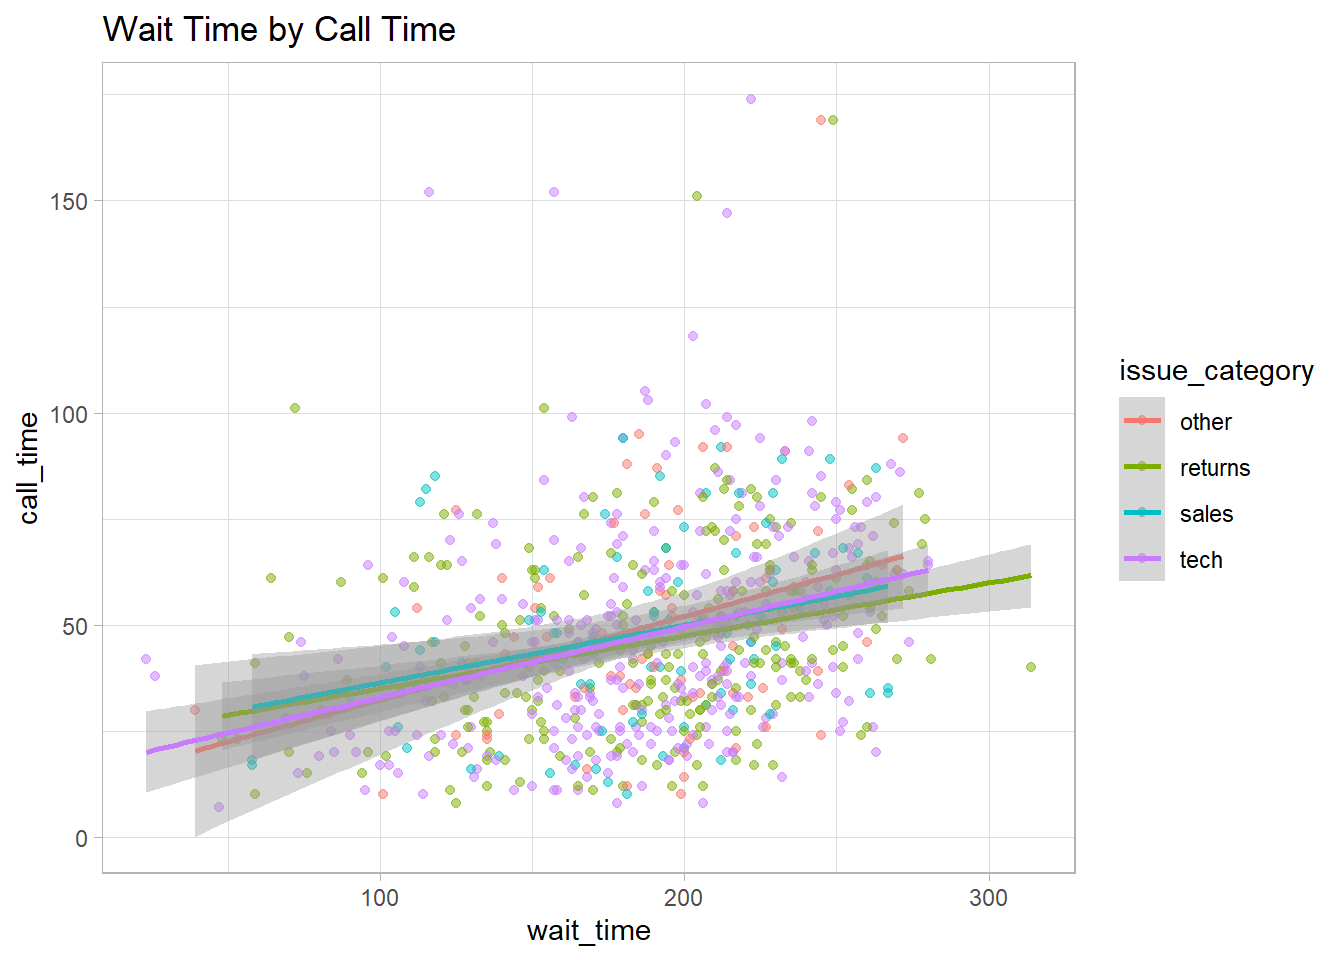 Wait Time by Call Time
150
100
50
0
call_time
100
200
300
wait_time
issue_category
other
returns
sales
tech